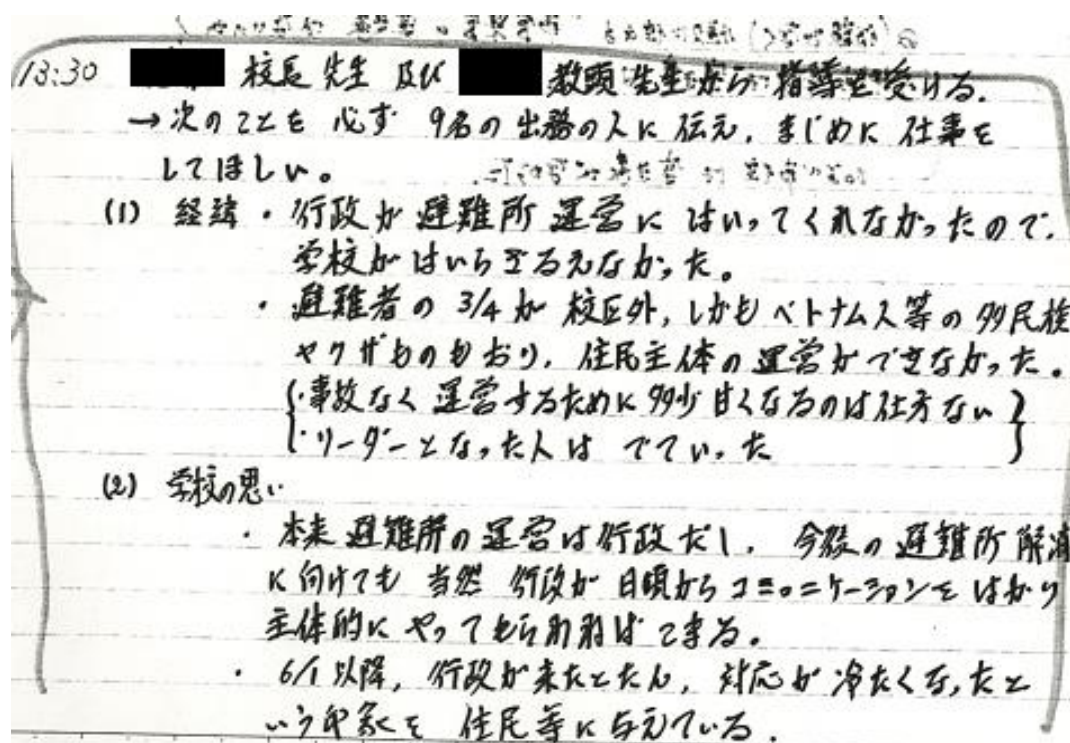 13:30 校長先生 及び 教頭先生から 指導を受ける.
→次のことを 必ず 9名の出務の人に伝え, まじめに仕事を
してほしい。
(1) 経緯 ・行政が避難所運営に はいってくれなかったので,
学校がはいらざるえなかった。
・避難者の 3/4が校区外, しかもベトナム人等の多民族
ヤクザものもおり, 住民主体の運営ができなかった。
・事故なく運営するために多少甘くなるのは仕方ない
・リーダーとなった人は でていった
(2) 学校の思い
・本来避難所の運営は行政だし, 今後の避難所解消
に向けても 当然 行政が日頃からコミュニケーションをはかり
主体的に やってもらわねばこまる。
・6/1以降, 行政が来たとたん, 対応が冷たくなったと
いう印象を 住民等に与えている.